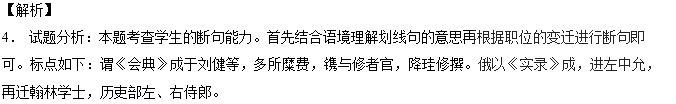 【解析】
4． 试题分析：本题考查学生的断句能力。首先结合语境理解划线句的意思再根据职位的变迁进行断句即
可。标点如下：谓《会典》成于刘健等，多所糜费，镌与修者官，降珪修撰。俄以《实录》成，进左中允，
再迁翰林学士，历吏部左、右侍郎。